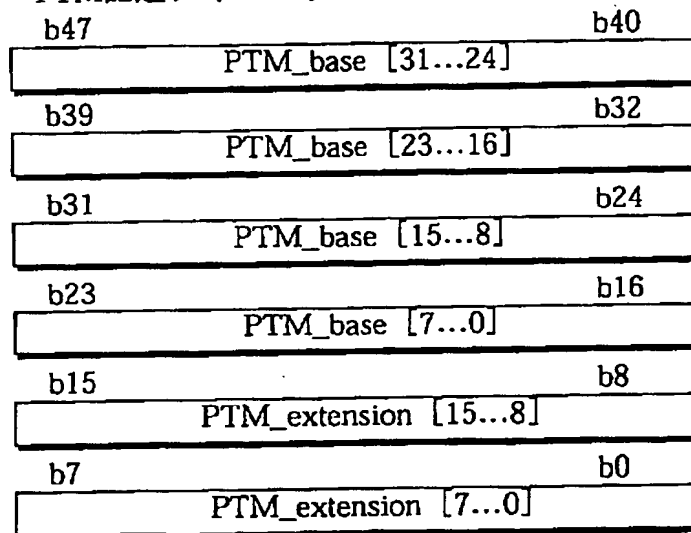 b47 b40
PTM_base [31...24]
b39 b32
PTM_base [23...16]
b31 b24
PTM_base [15...8]
b23 b16
PTM_base [7...0]
b15 b8
PTM_extension [15...8]
b7 b0
PTM_extension [7...0]